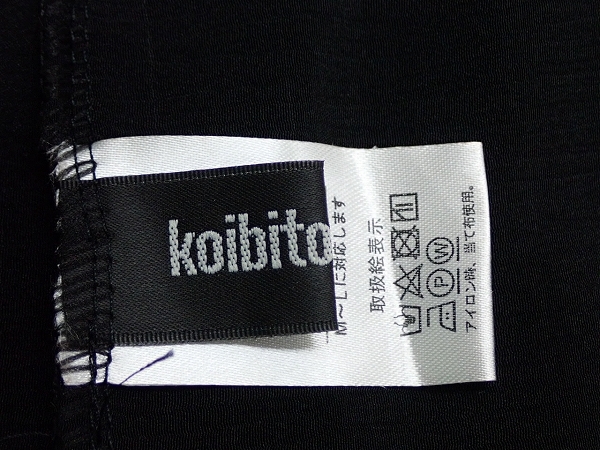 koibito
M～Lに対応します
取扱絵表示
P W
アイロン時、当て布使用。